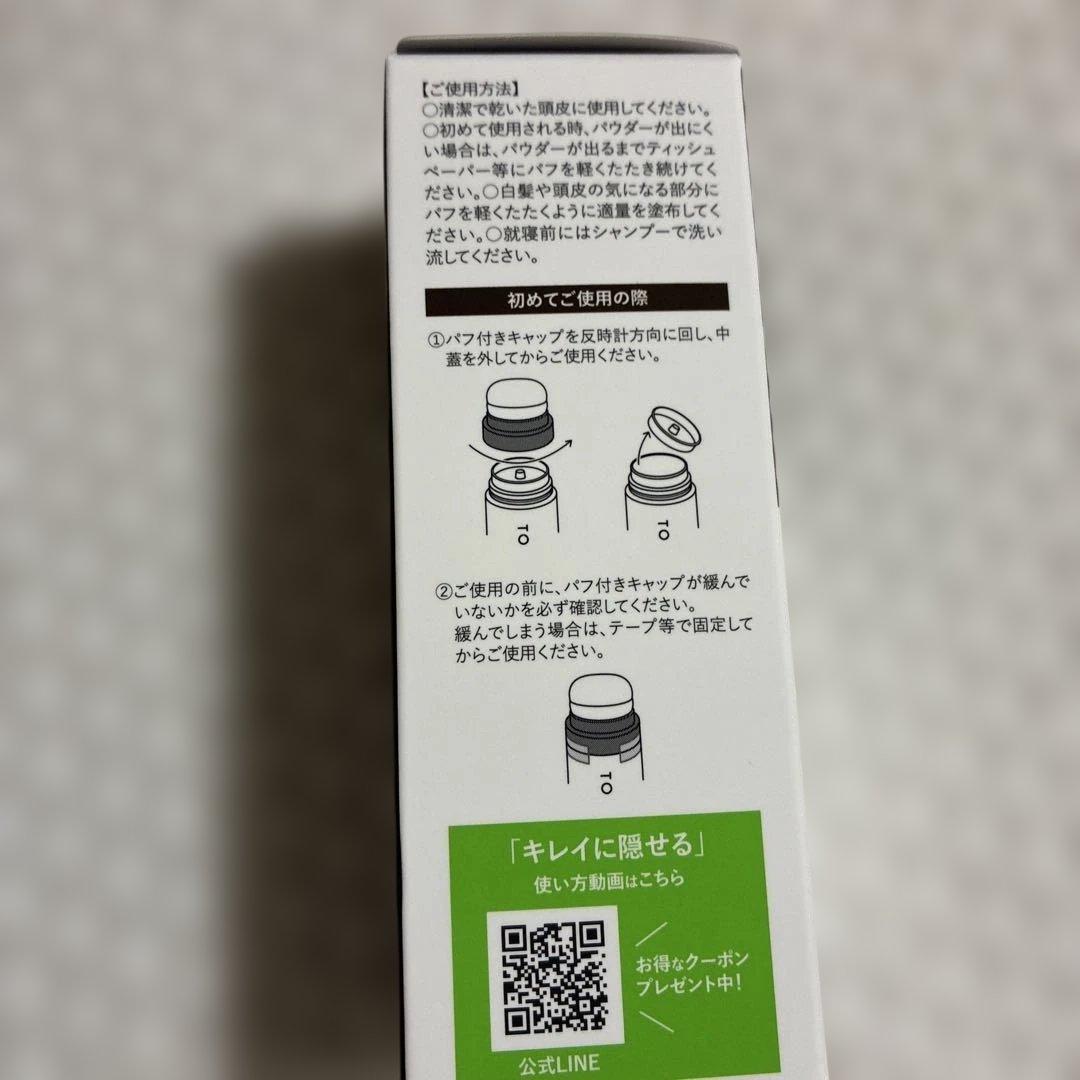 【ご使用方法】
○清潔で乾いた頭皮に使用してください。
○初めて使用される時、パウダーが出にく
い場合は、パウダーが出るまでティッシュ
ペーパー等にパフを軽くたたき続けてく
ださい。○白髪や頭皮の気になる部分に
パフを軽くたたくように適量を塗布してく
ださい。○就寝前にはシャンプーで洗い
流してください。
初めてご使用の際
①パフ付きキャップを反時計方向に回し、中
蓋を外してからご使用ください。
TO
TO
②ご使用の前に、パフ付きキャップが緩んで
いないかを必ず確認してください。
緩んでしまう場合は、テープ等で固定して
からご使用ください。
TO
「キレイに隠せる」
使い方動画はこちら
お得なクーポン
プレゼント中!
公式LINE